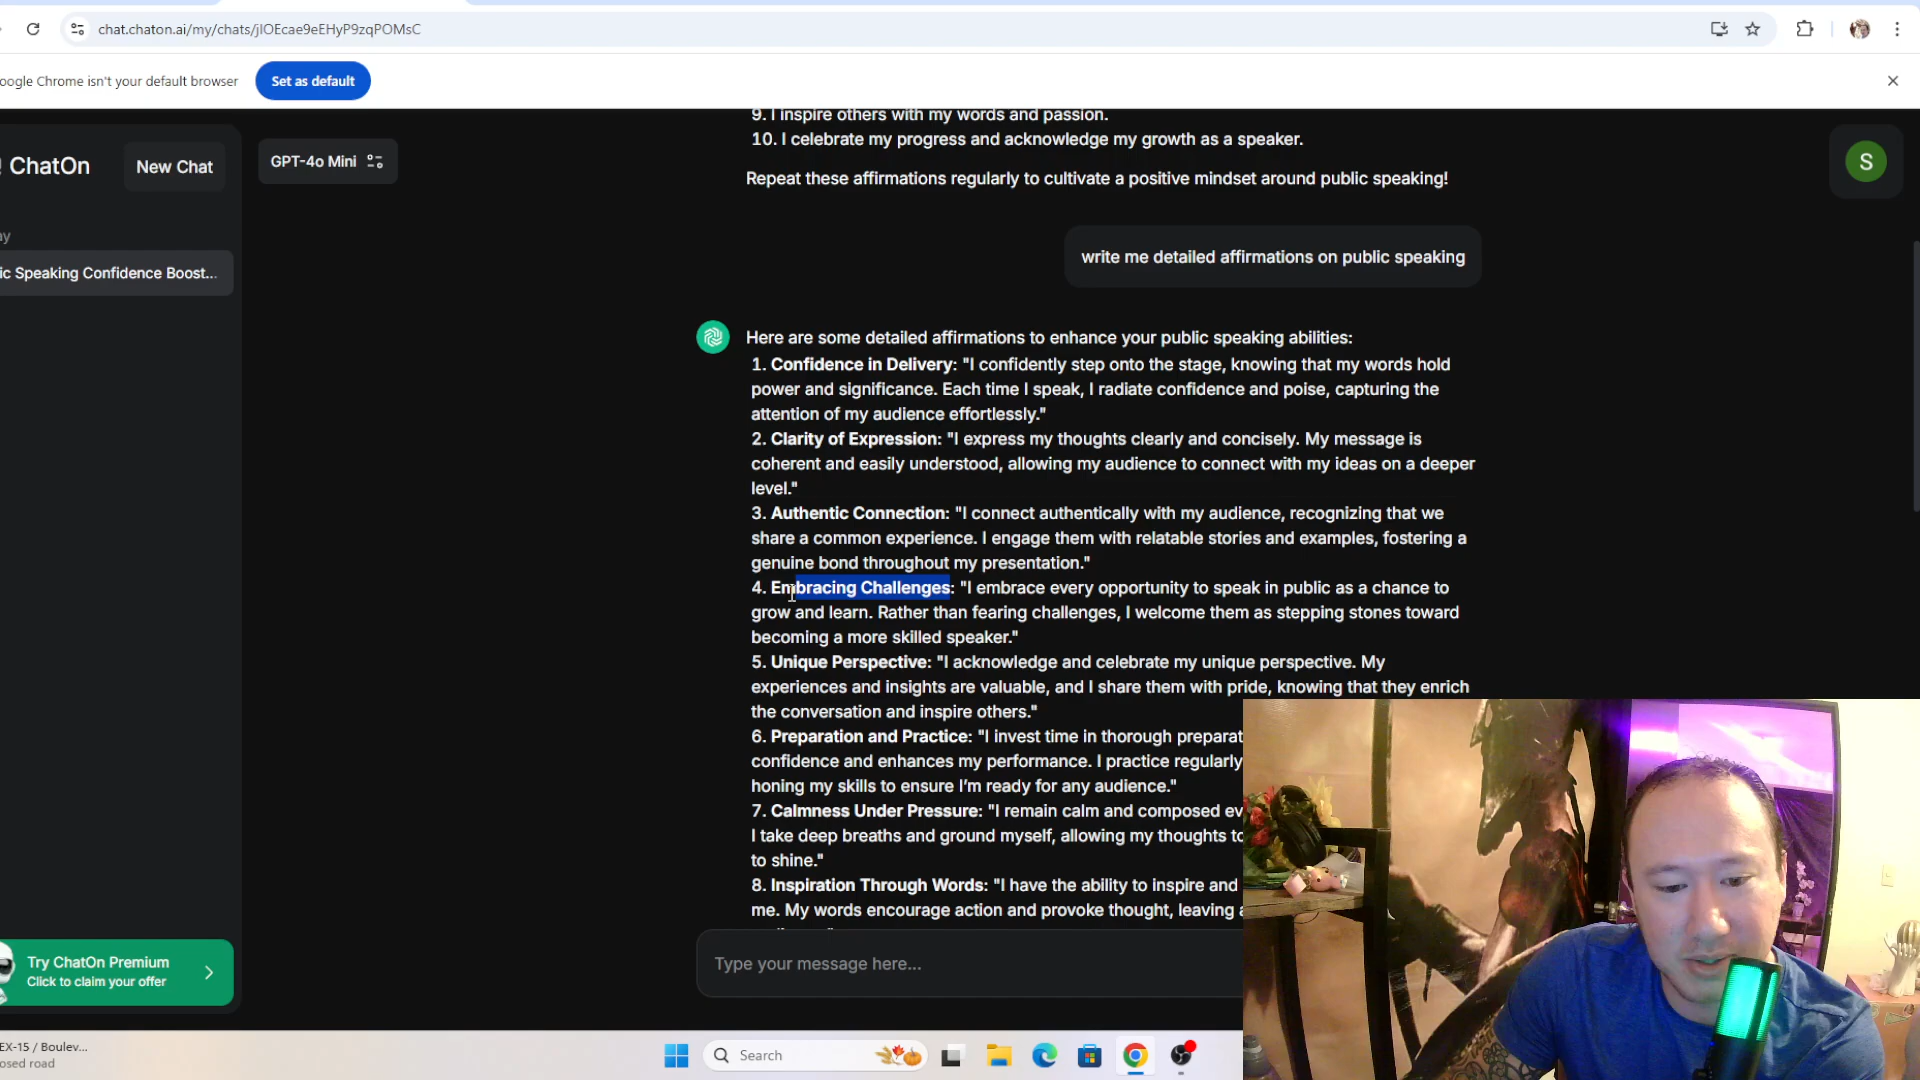 chat.chaton.ai/my/chats/jIOEcae9eEHyP9zqPOMsC
oogle Chrome isn't your default browser
Set as default
ChatOn
New Chat
GPT-4o Mini
S
ay
ic Speaking Confidence Boost...
9. I inspire others with my words and passion.
10. I celebrate my progress and acknowledge my growth as a speaker.
Repeat these affirmations regularly to cultivate a positive mindset around public speaking!
write me detailed affirmations on public speaking
Here are some detailed affirmations to enhance your public speaking abilities:
1. Confidence in Delivery: "I confidently step onto the stage, knowing that my words hold
power and significance. Each time I speak, I radiate confidence and poise, capturing the
attention of my audience effortlessly."
2. Clarity of Expression: "I express my thoughts clearly and concisely. My message is
coherent and easily understood, allowing my audience to connect with my ideas on a deeper
level."
3. Authentic Connection: "I connect authentically with my audience, recognizing that we
share a common experience. I engage them with relatable stories and examples, fostering a
genuine bond throughout my presentation."
4. Embracing Challenges: "I embrace every opportunity to speak in public as a chance to
grow and learn. Rather than fearing challenges, I welcome them as stepping stones toward
becoming a more skilled speaker."
5. Unique Perspective: "I acknowledge and celebrate my unique perspective. My
experiences and insights are valuable, and I share them with pride, knowing that they enrich
the conversation and inspire others."
6. Preparation and Practice: "I invest time in thorough preparat
confidence and enhances my performance. I practice regularly
honing my skills to ensure I'm ready for any audience."
7. Calmness Under Pressure: "I remain calm and composed ev
I take deep breaths and ground myself, allowing my thoughts to
to shine."
8. Inspiration Through Words: "I have the ability to inspire and
me. My words encourage action and provoke thought, leaving a
Type your message here...
Try ChatOn Premium
Click to claim your offer
EX-15 / Boulev...
osed road
Search